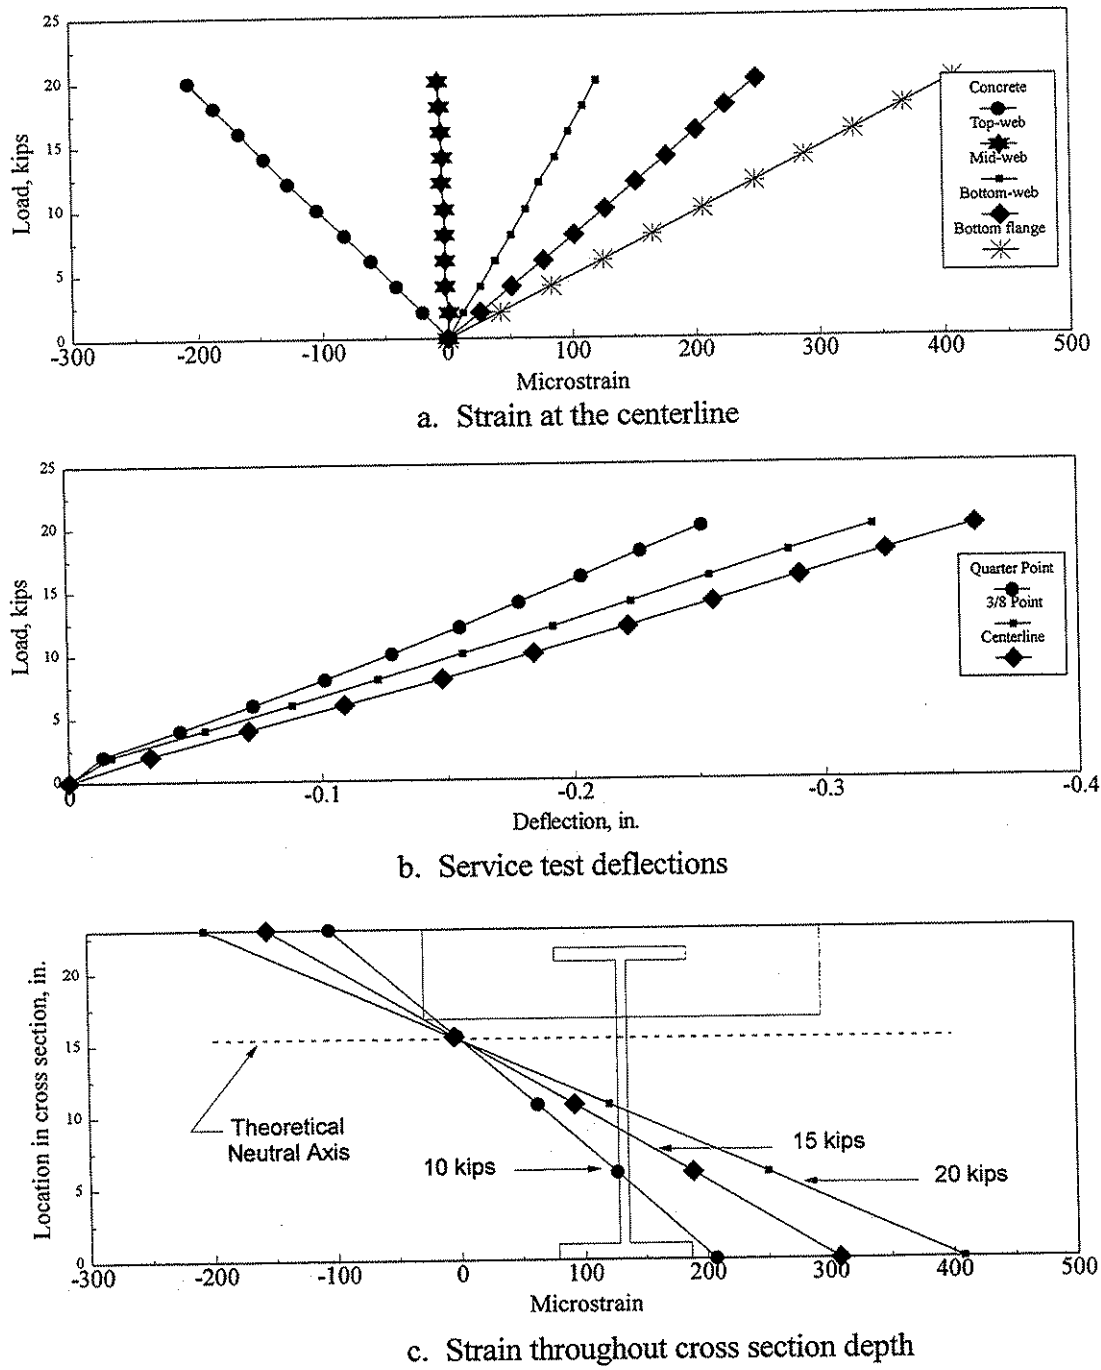 25
20
15
10
5
0
Load, kips
Concrete
Top-web
Mid-web
Bottom-web
Bottom flange
-300 -200 -100 0 100 200 300 400 500
Microstrain
a. Strain at the centerline
25
20
15
10
5
0
Load, kips
Quarter Point
3/8 Point
Centerline
0 -0.1 -0.2 -0.3 -0.4
Deflection, in.
b. Service test deflections
20
15
10
5
0
Location in cross section, in.
Theoretical
Neutral Axis
10 kips
15 kips
20 kips
-300 -200 -100 0 100 200 300 400 500
Microstrain
c. Strain throughout cross section depth